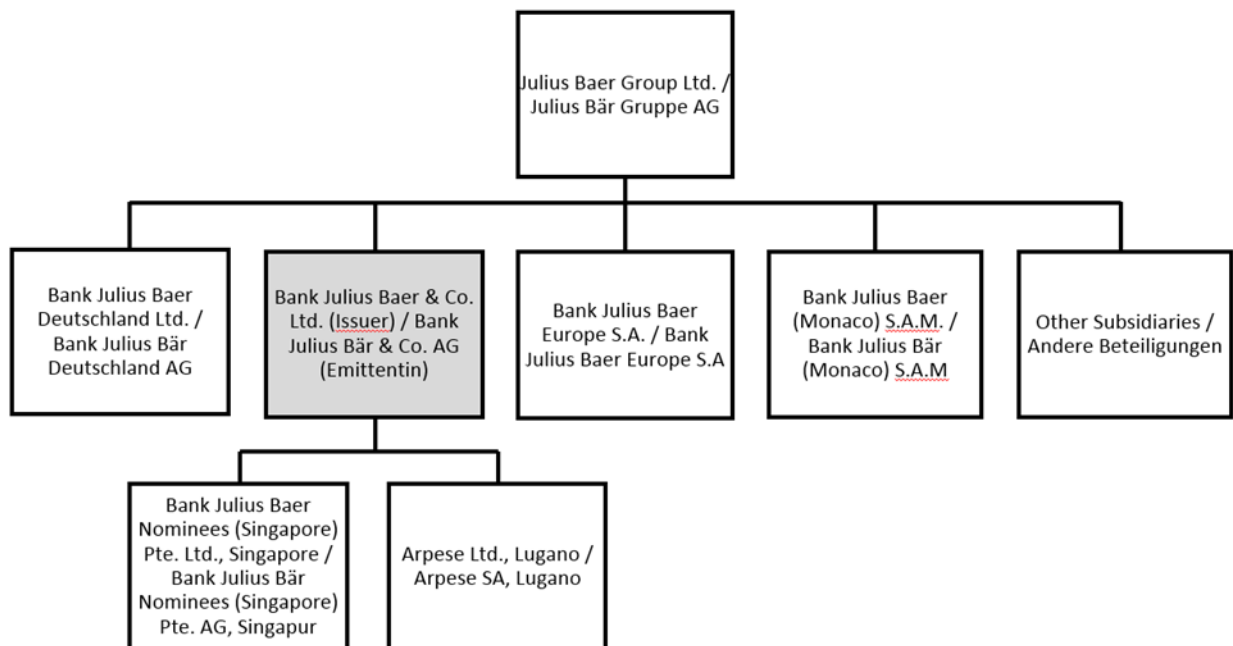 Julius Baer Group Ltd. /
Julius Bär Gruppe AG
Bank Julius Baer
Deutschland Ltd. /
Bank Julius Bär
Deutschland AG
Bank Julius Baer & Co.
Ltd. (Issuer) / Bank
Julius Bär & Co. AG
(Emittentin)
Bank Julius Baer
Europe S.A. / Bank
Julius Baer Europe S.A
Bank Julius Baer
(Monaco) S.A.M. /
Bank Julius Bär
(Monaco) S.A.M
Other Subsidiaries /
Andere Beteiligungen
Bank Julius Baer
Nominees (Singapore)
Pte. Ltd., Singapore /
Bank Julius Bär
Nominees (Singapore)
Pte. AG, Singapur
Arpese Ltd., Lugano /
Arpese SA, Lugano